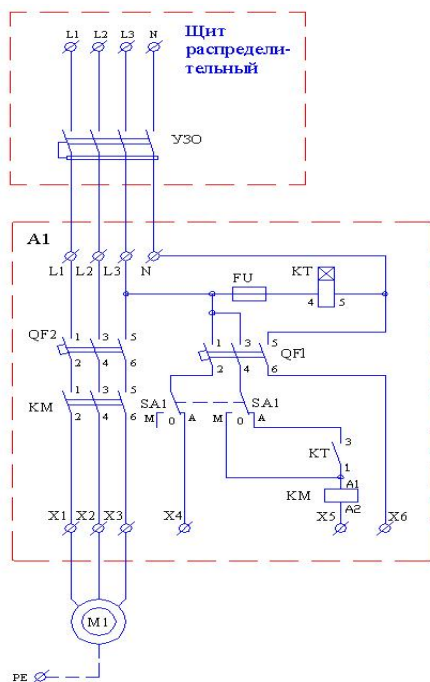 L1 L2 L3 N
Щит
распредели-
тельный
УЗО
A1
L1 L2 L3 N
FU KT
4 5
QF2 1 3 5
1 3 5 QF1
2 4 6
2 4 6
KM 1 3 5
SA1 SA1
2 4 6
M 0 A M 0 A
KT 3
1
KM A1
A2
X1 X2 X3 X4 X5 X6
M1
PE